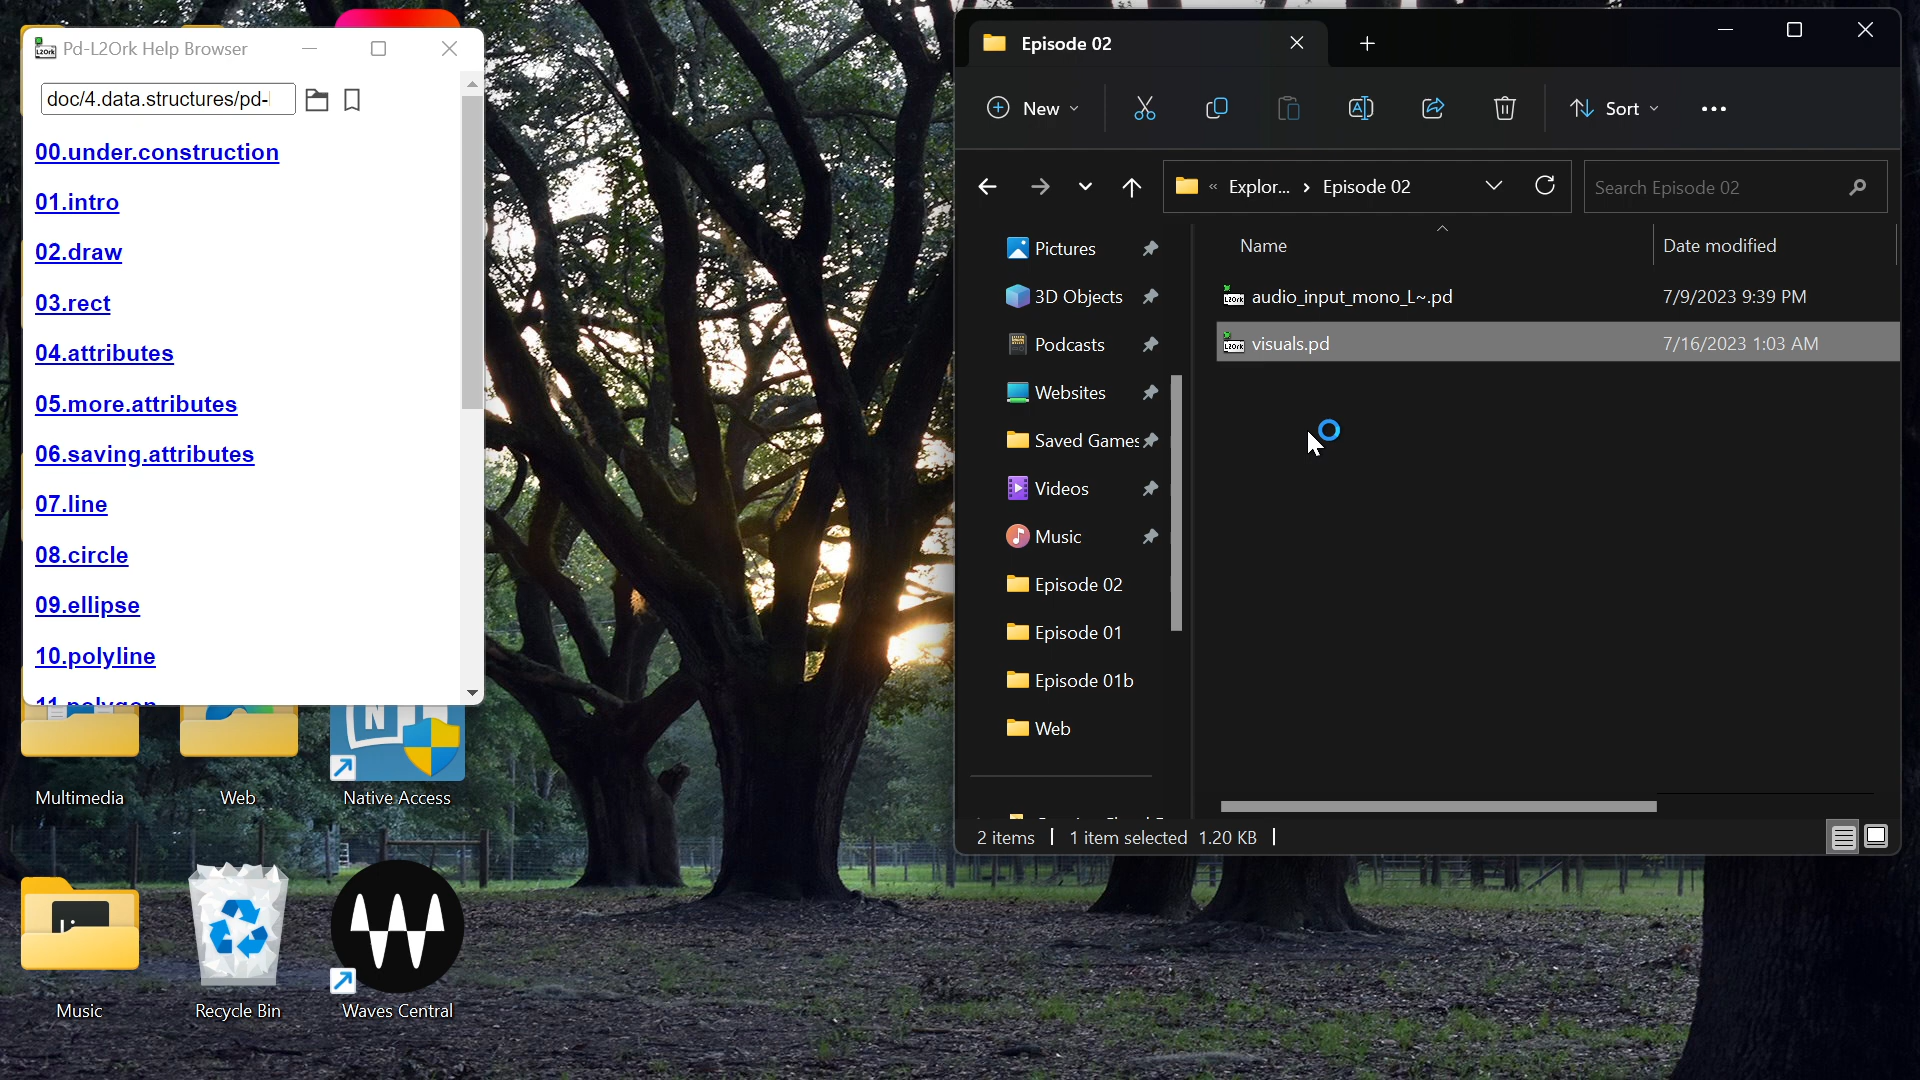 Pd-L2Ork Help Browser
doc/4.data.structures/pd-
00.under.construction
01.intro
02.draw
03.rect
04.attributes
05.more.attributes
06.saving.attributes
07.line
08.circle
09.ellipse
10.polyline
11.polygon
Multimedia
Web
Native Access
Music
Recycle Bin
Waves Central
Episode 02
New
Sort
« Explor... › Episode 02
Search Episode 02
Pictures
3D Objects
Podcasts
Websites
Saved Games
Videos
Music
Episode 02
Episode 01
Episode 01b
Web
Name Date modified
audio_input_mono_L~.pd 7/9/2023 9:39 PM
visuals.pd 7/16/2023 1:03 AM
2 items 1 item selected 1.20 KB